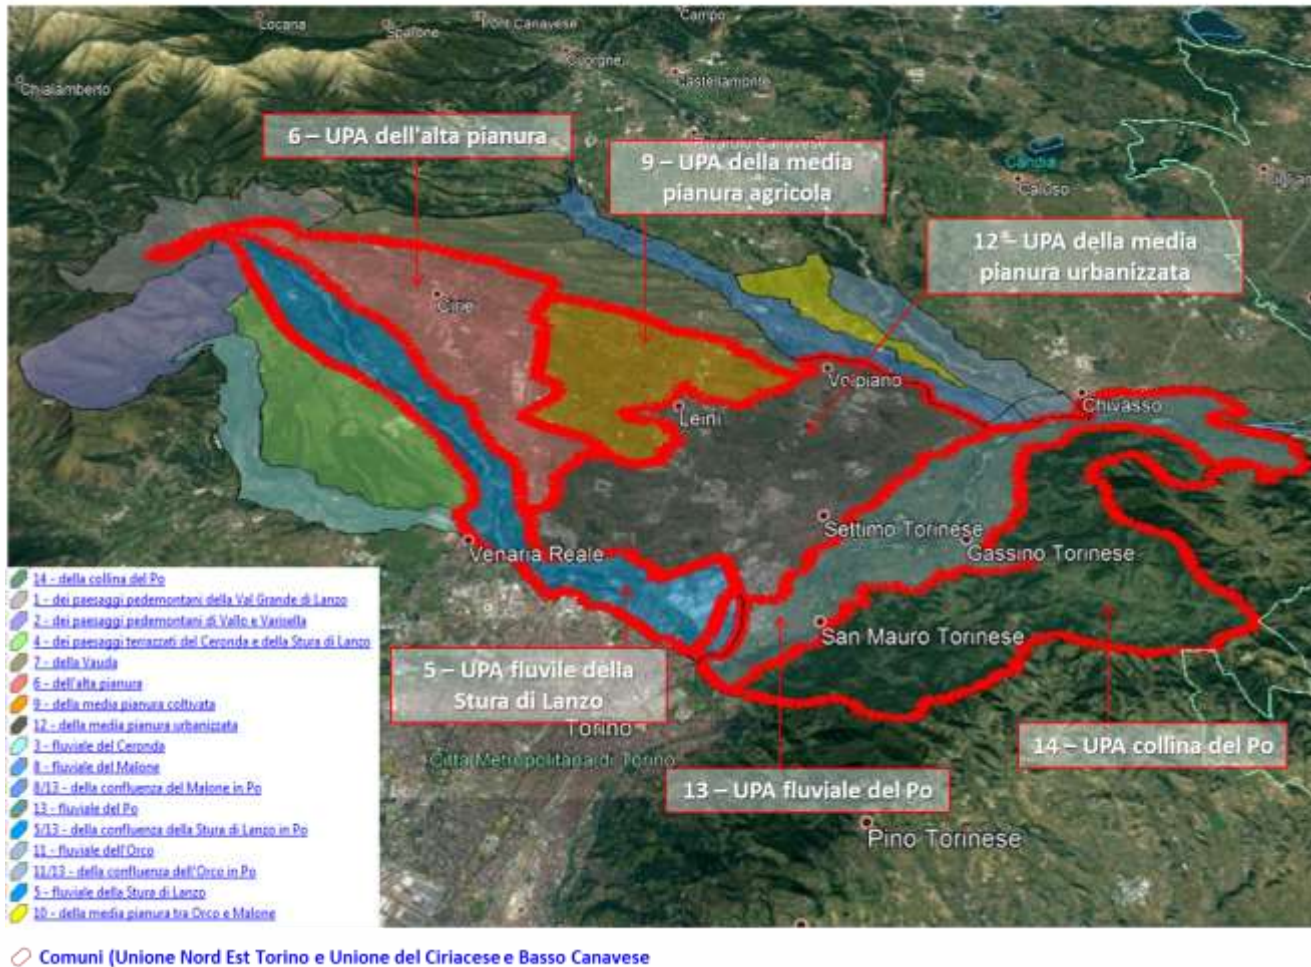 Locana
Sparone
Pont Canavese
Campo
Cuorgne
Castellamonte
Chialamberto
6 – UPA dell'alta pianura
9 – UPA della media
pianura agricola
Candia
Caluso
12 – UPA della media
pianura urbanizzata
Cirié
Volpiano
Chivasso
Leini
Settimo Torinese
Gassino Torinese
Venaria Reale
San Mauro Torinese
5 – UPA fluvile della
Stura di Lanzo
Torino
Città Metropolitana di Torino
14 – UPA collina del Po
13 – UPA fluviale del Po
Pino Torinese
14 - della collina del Po
1 - dei paesaggi pedemontani della Val Grande di Lanzo
2 - dei paesaggi pedemontani di Vallo e Varisella
4 - dei paesaggi terrazzati del Ceronda e della Stura di Lanzo
7 - della Vauda
6 - dell'alta pianura
9 - della media pianura coltivata
12 - della media pianura urbanizzata
3 - fluviale del Ceronda
8 - fluviale del Malone
8/13 - della confluenza del Malone in Po
13 - fluviale del Po
5/13 - della confluenza della Stura di Lanzo in Po
11 - fluviale dell'Orco
11/13 - della confluenza dell'Orco in Po
5 - fluviale della Stura di Lanzo
10 - della media pianura tra Orco e Malone
Comuni (Unione Nord Est Torino e Unione del Ciriacese e Basso Canavese